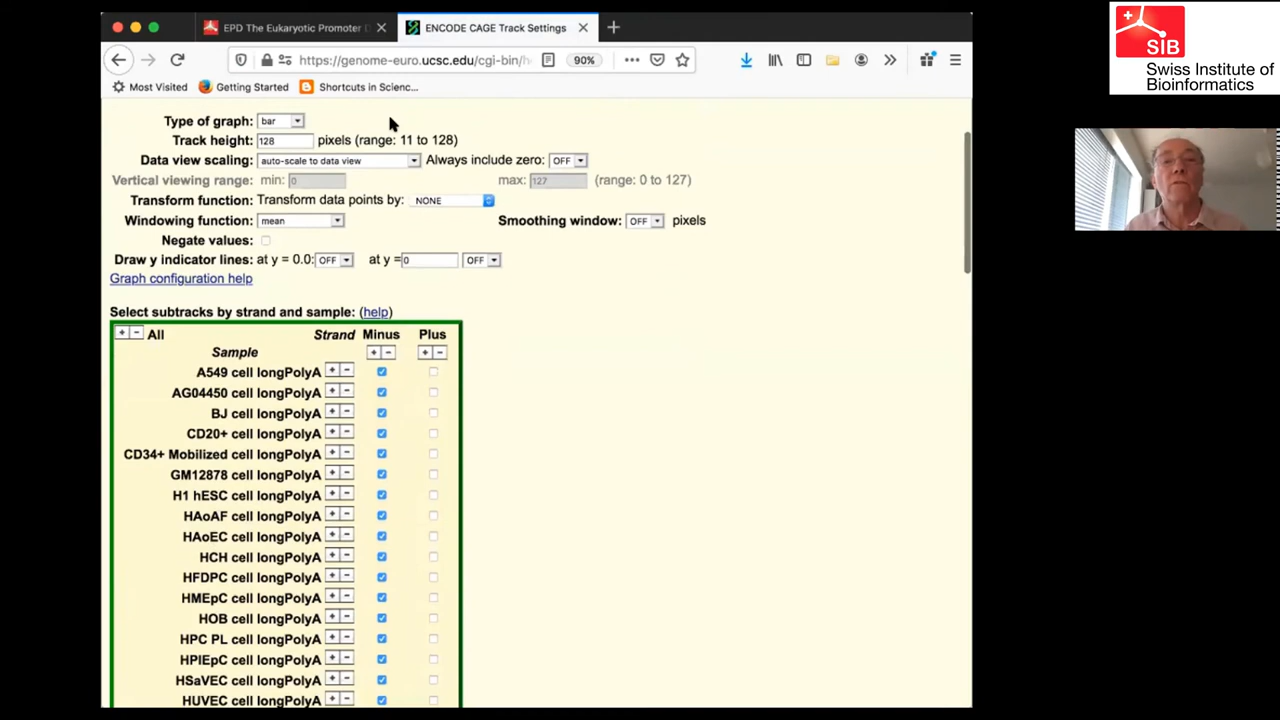 EPD The Eukaryotic Promoter D
ENCODE CAGE Track Settings
https://genome-euro.ucsc.edu/cgi-bin/h
90%
Most Visited
Getting Started
Shortcuts in Scienc...
Type of graph: bar
Track height: 128 pixels (range: 11 to 128)
Data view scaling: auto-scale to data view Always include zero: OFF
Vertical viewing range: min: 0 max: 127 (range: 0 to 127)
Transform function: Transform data points by: NONE
Windowing function: mean Smoothing window: OFF pixels
Negate values:
Draw y indicator lines: at y = 0.0: OFF at y = 0 OFF
Graph configuration help
Select subtracks by strand and sample: (help)
+ - All Strand Minus Plus
Sample + - + -
A549 cell longPolyA + -
AG04450 cell longPolyA + -
BJ cell longPolyA + -
CD20+ cell longPolyA + -
CD34+ Mobilized cell longPolyA + -
GM12878 cell longPolyA + -
H1 hESC cell longPolyA + -
HAoAF cell longPolyA + -
HAoEC cell longPolyA + -
HCH cell longPolyA + -
HFDPC cell longPolyA + -
HMEpC cell longPolyA + -
HOB cell longPolyA + -
HPC PL cell longPolyA + -
HPIEpC cell longPolyA + -
HSaVEC cell longPolyA + -
HUVEC cell longPolyA + -
SIB
Swiss Institute of
Bioinformatics